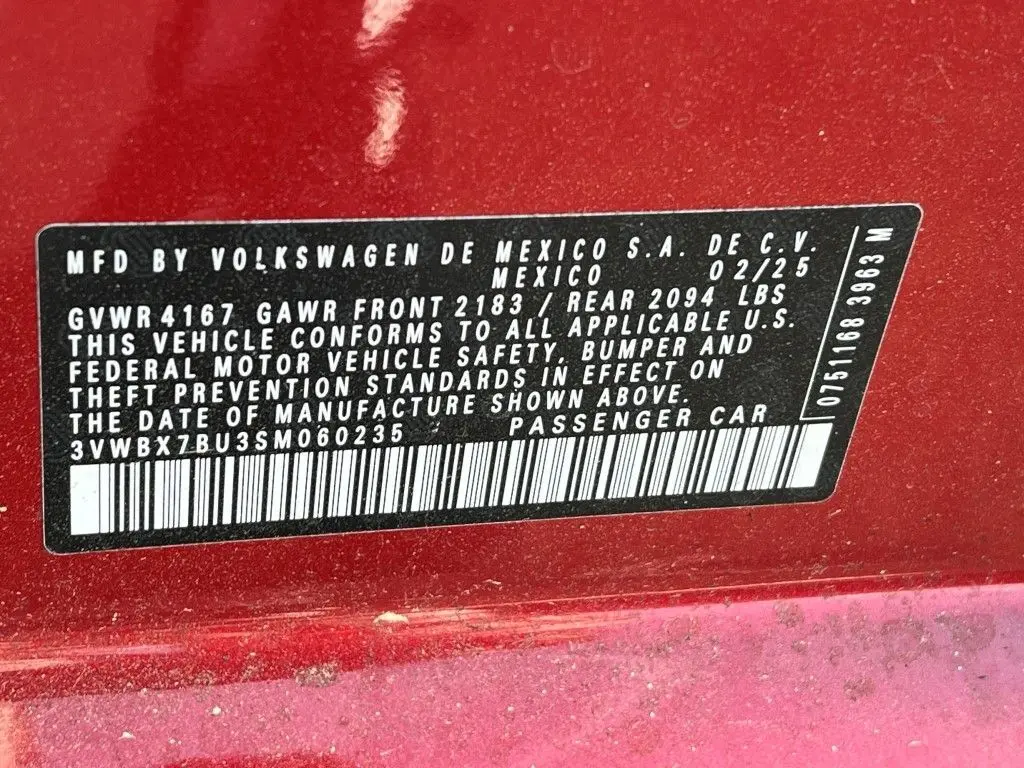 MFD BY VOLKSWAGEN DE MEXICO S.A. DE C.V.
MEXICO 02/25
GVWR 4167 GAWR FRONT 2183 / REAR 2094 LBS
THIS VEHICLE CONFORMS TO ALL APPLICABLE U.S.
FEDERAL MOTOR VEHICLE SAFETY, BUMPER AND
THEFT PREVENTION STANDARDS IN EFFECT ON
THE DATE OF MANUFACTURE SHOWN ABOVE.
3VWBX7BU3SM060235 PASSENGER CAR
0751168 3963 M